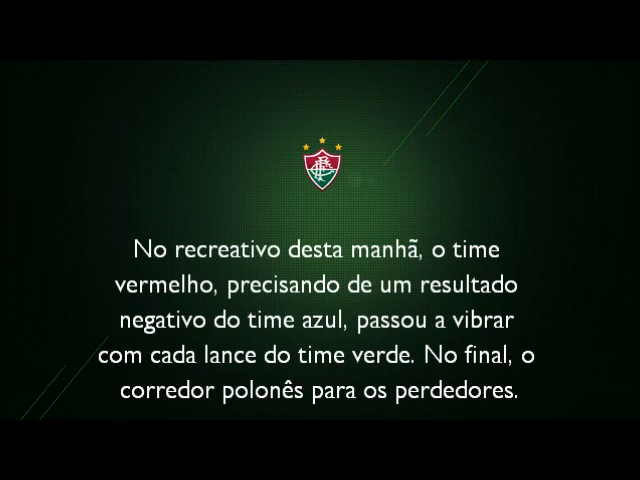 No recreativo desta manhã, o time
vermelho, precisando de um resultado
negativo do time azul, passou a vibrar
com cada lance do time verde. No final, o
corredor polonês para os perdedores.